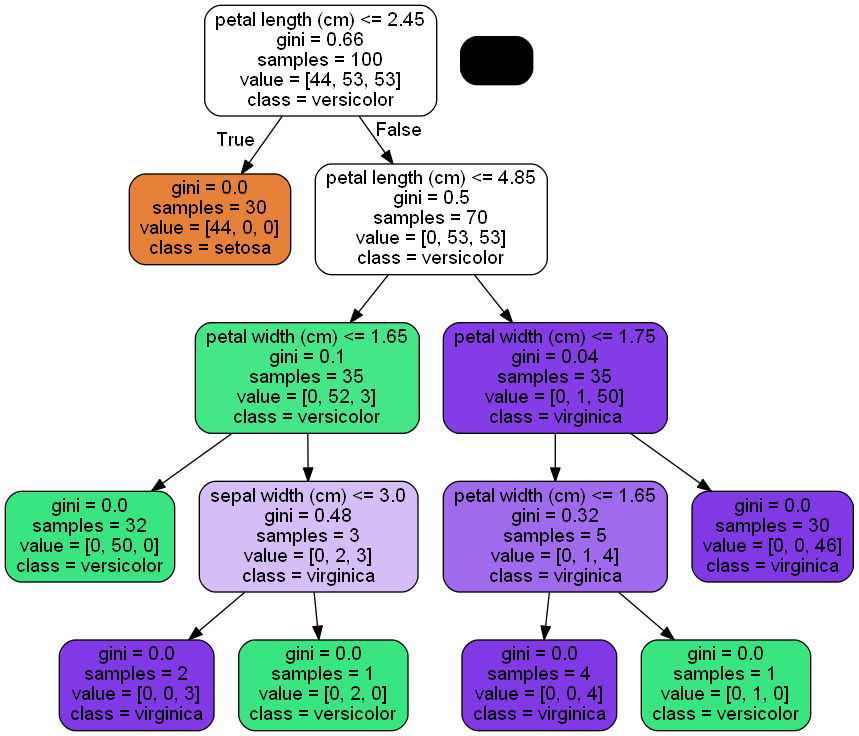 petal length (cm) <= 2.45
gini = 0.66
samples = 100
value = [44, 53, 53]
class = versicolor
True
False
gini = 0.0
samples = 30
value = [44, 0, 0]
class = setosa
petal length (cm) <= 4.85
gini = 0.5
samples = 70
value = [0, 53, 53]
class = versicolor
petal width (cm) <= 1.65
gini = 0.1
samples = 35
value = [0, 52, 3]
class = versicolor
petal width (cm) <= 1.75
gini = 0.04
samples = 35
value = [0, 1, 50]
class = virginica
gini = 0.0
samples = 32
value = [0, 50, 0]
class = versicolor
sepal width (cm) <= 3.0
gini = 0.48
samples = 3
value = [0, 2, 3]
class = virginica
petal width (cm) <= 1.65
gini = 0.32
samples = 5
value = [0, 1, 4]
class = virginica
gini = 0.0
samples = 30
value = [0, 0, 46]
class = virginica
gini = 0.0
samples = 2
value = [0, 0, 3]
class = virginica
gini = 0.0
samples = 1
value = [0, 2, 0]
class = versicolor
gini = 0.0
samples = 4
value = [0, 0, 4]
class = virginica
gini = 0.0
samples = 1
value = [0, 1, 0]
class = versicolor